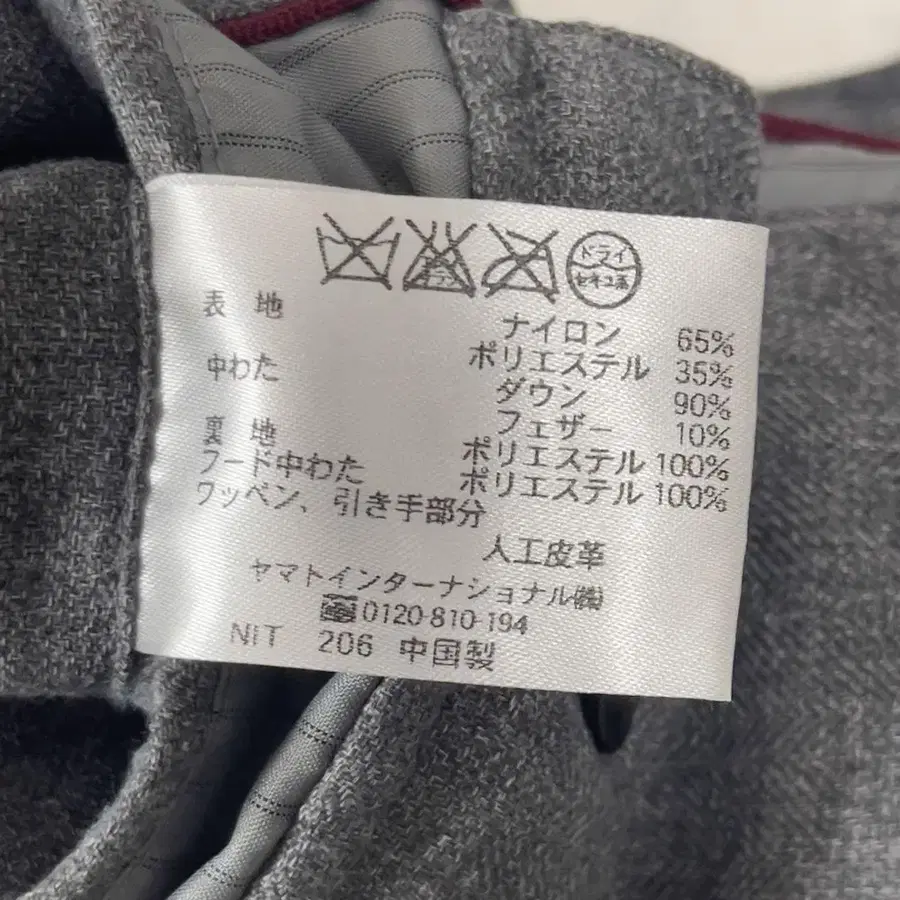 ドライ
セキユ系
表 地 ナイロン 65%
ポリエステル 35%
中わた ダウン 90%
フェザー 10%
裏 地 ポリエステル 100%
フード中わた ポリエステル 100%
ワッペン、引き手部分
人工皮革
ヤマトインターナショナル㈱
0120-810-194
NIT 206 中国製